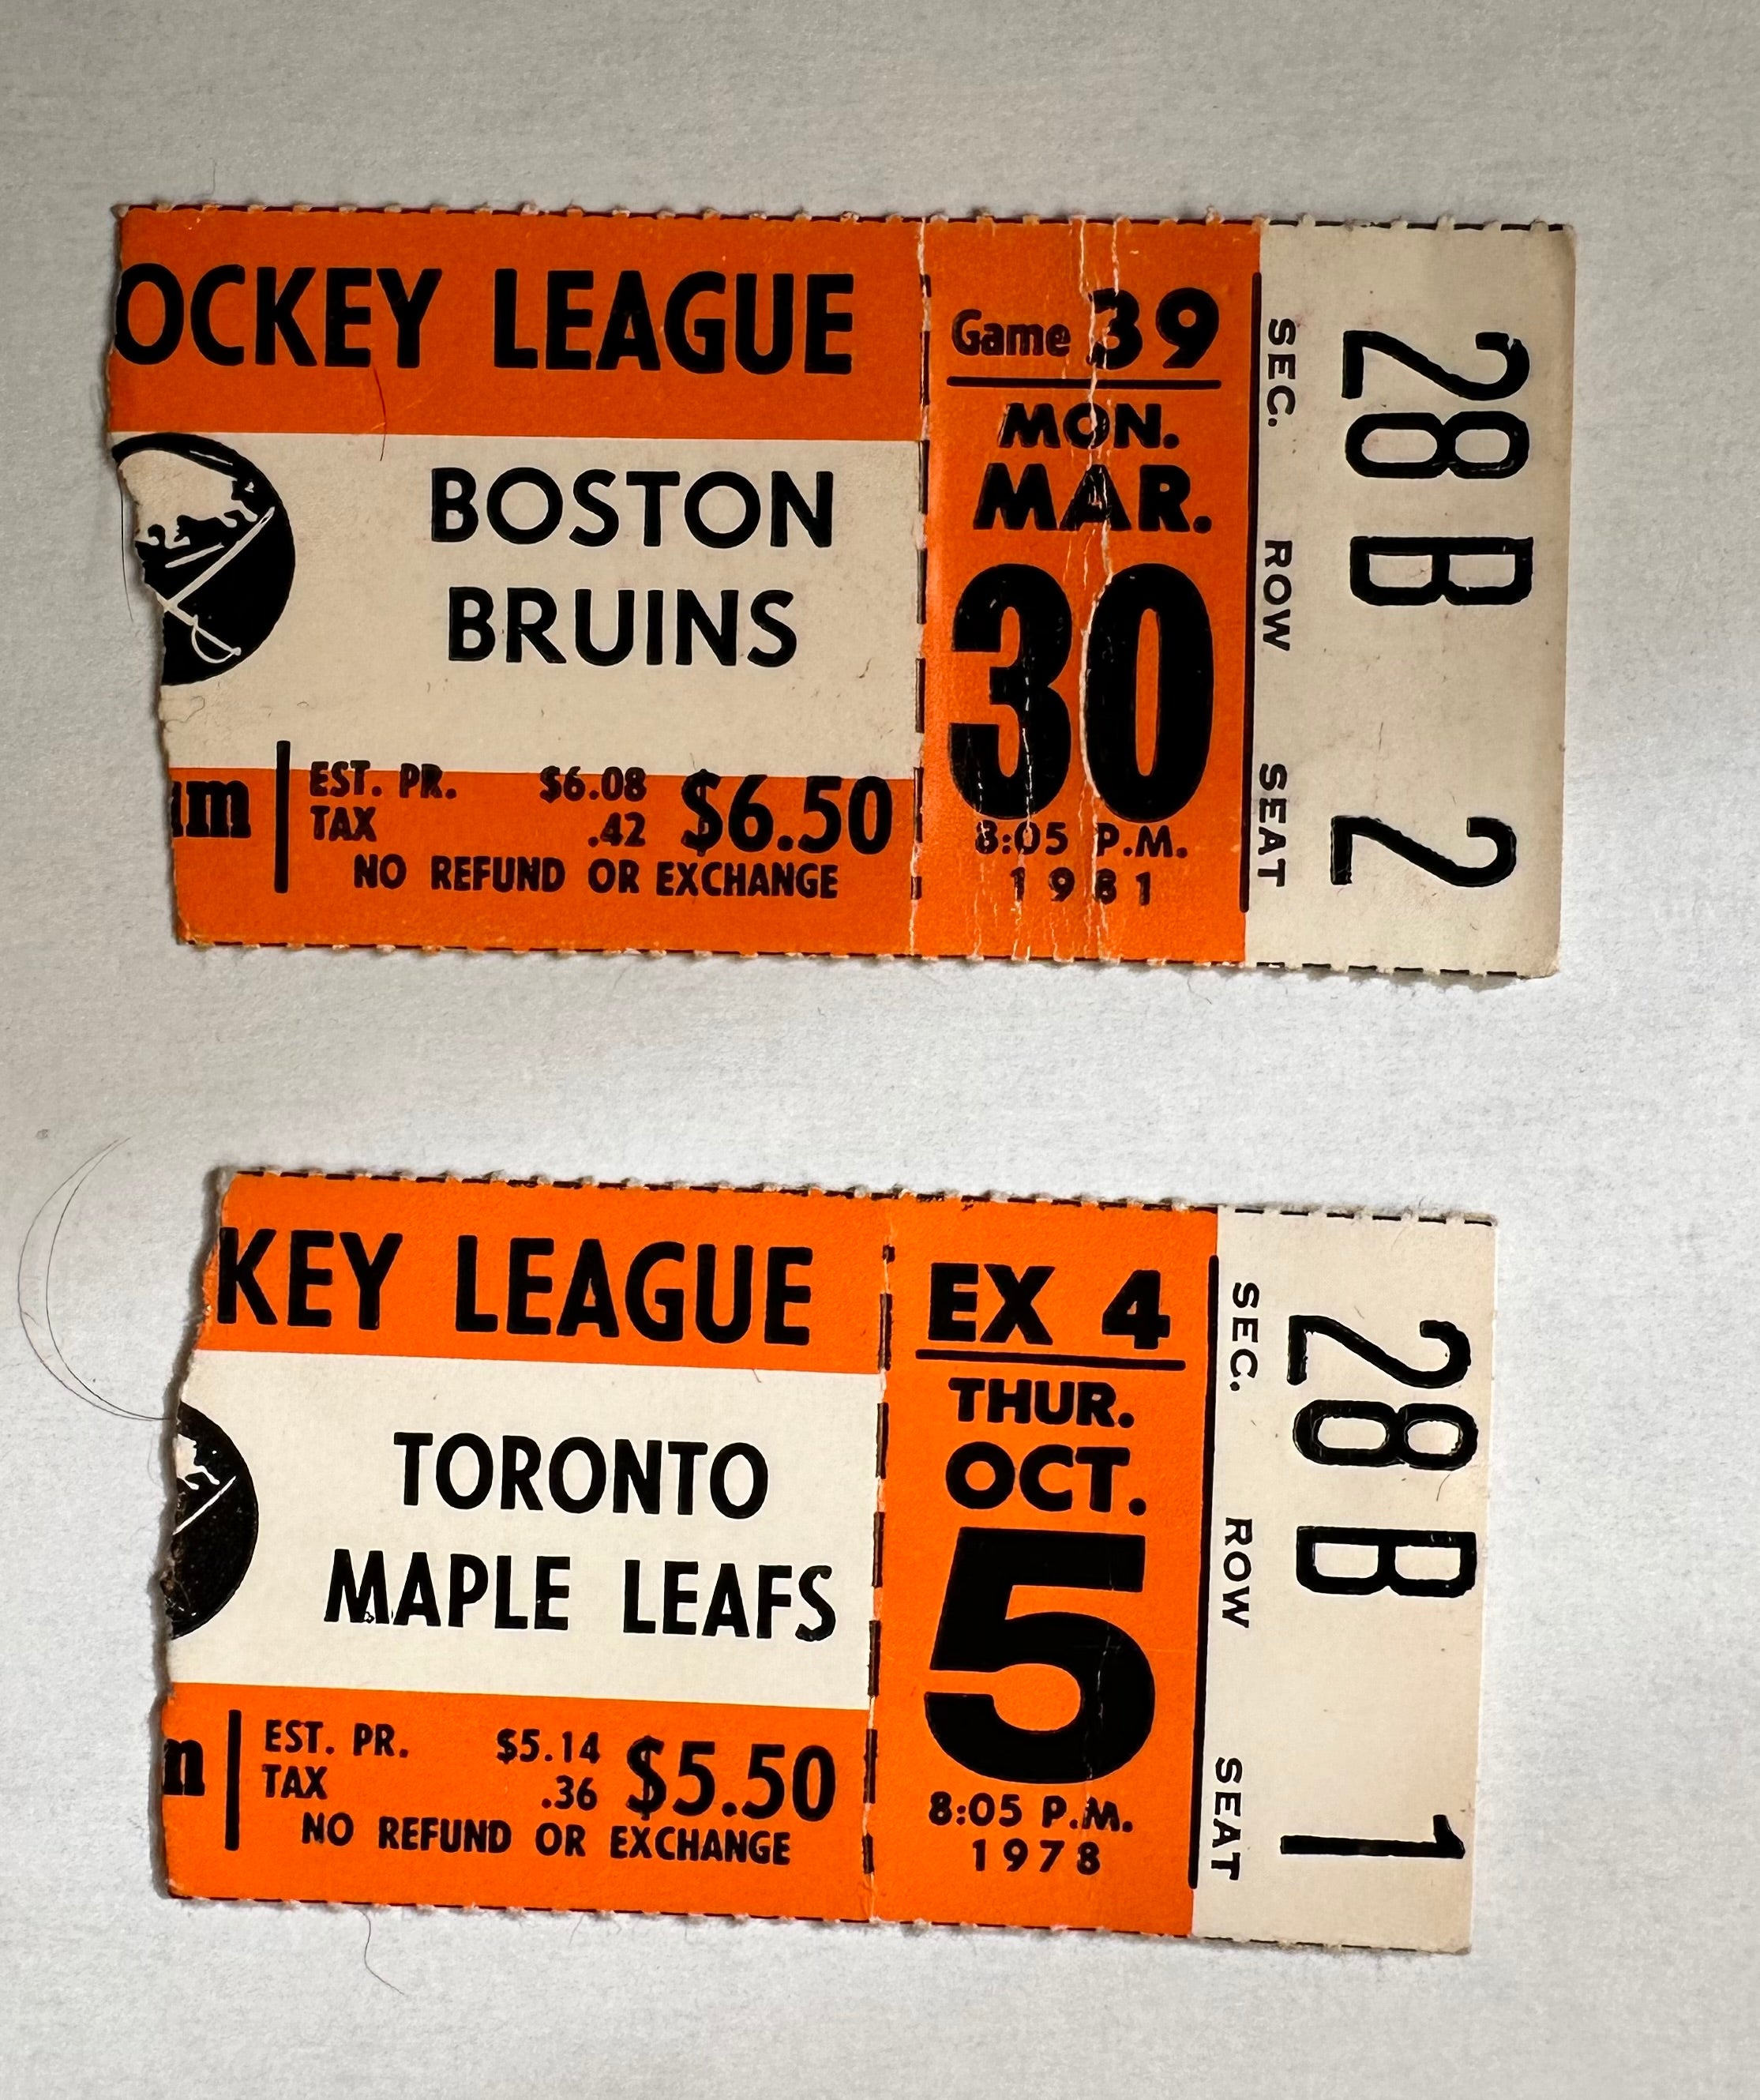 OCKEY LEAGUE
BOSTON
BRUINS
um
EST. PR. $6.08
TAX .42
$6.50
NO REFUND OR EXCHANGE
Game 39
MON.
MAR.
30
8:05 P.M.
1981
SEC. ROW SEAT
28 B 2
KEY LEAGUE
TORONTO
MAPLE LEAFS
m
EST. PR. $5.14
TAX .36
$5.50
NO REFUND OR EXCHANGE
EX 4
THUR.
OCT.
5
8:05 P.M.
1978
SEC. ROW SEAT
28 B 1